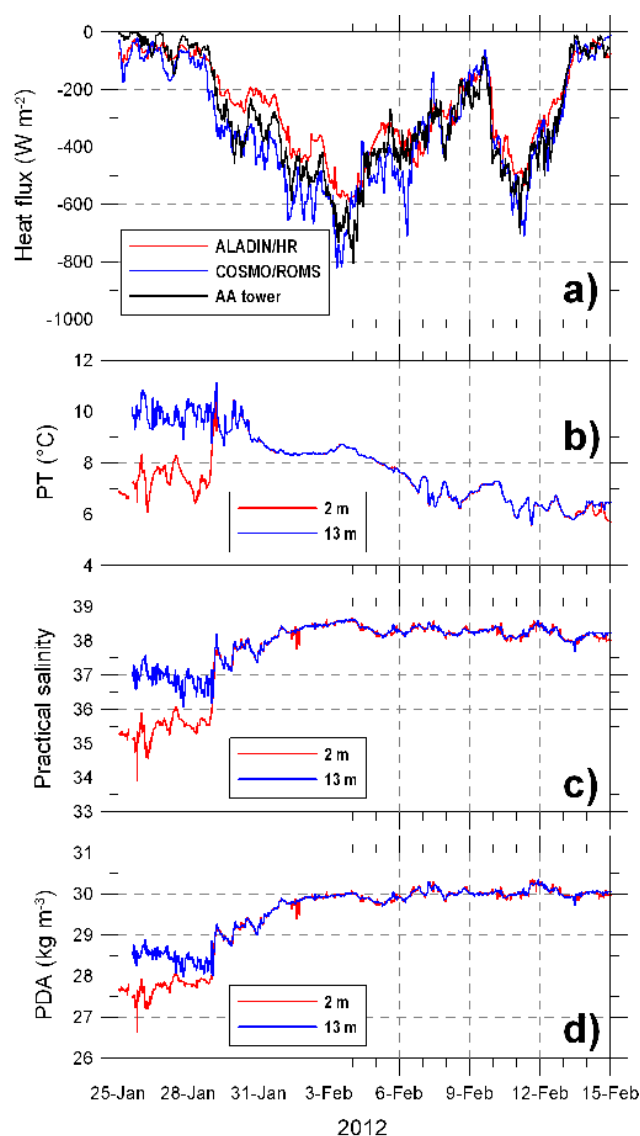 0
-200
-400
-600
-800
-1000
Heat flux (W m-2)
ALADIN/HR
COSMO/ROMS
AA tower
a)
12
10
8
6
4
PT (°C)
b)
2 m
13 m
39
38
37
36
35
34
33
Practical salinity
2 m
13 m
c)
31
30
29
28
27
26
PDA (kg m-3)
2 m
13 m
d)
25-Jan 28-Jan 31-Jan 3-Feb 6-Feb 9-Feb 12-Feb 15-Feb
2012